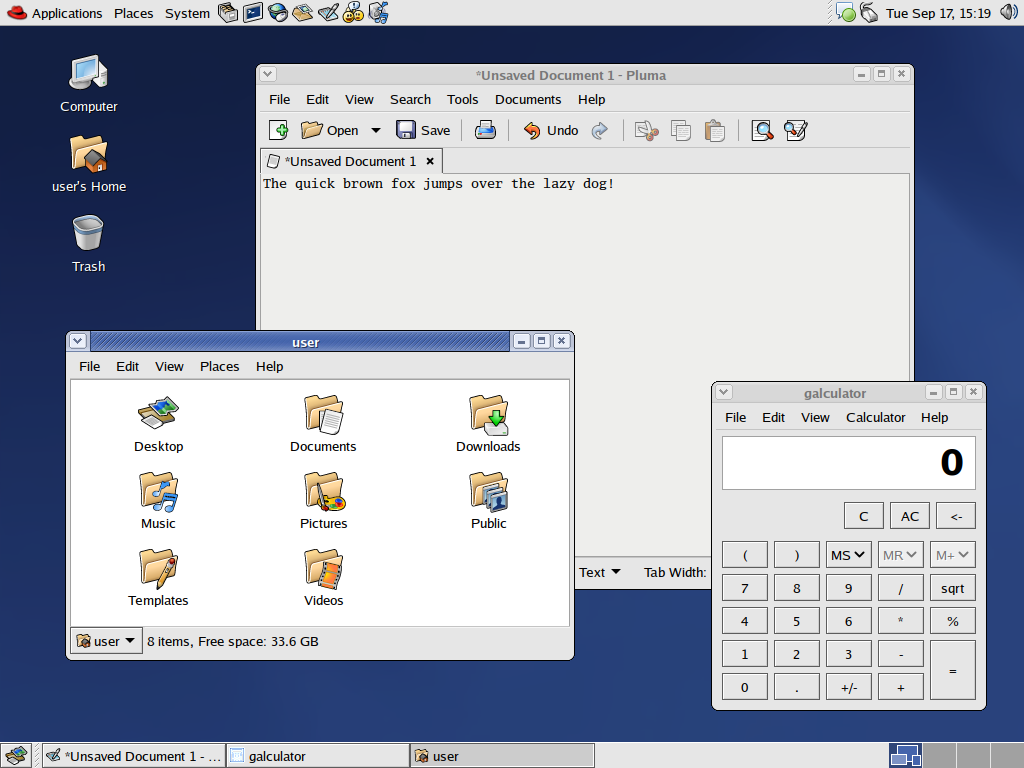 Applications Places System Tue Sep 17, 15:19
Computer
user's Home
Trash
*Unsaved Document 1 - Pluma
File Edit View Search Tools Documents Help
Open Save Undo
*Unsaved Document 1
The quick brown fox jumps over the lazy dog!
Text Tab Width:
user
File Edit View Places Help
Desktop Documents Downloads
Music Pictures Public
Templates Videos
user 8 items, Free space: 33.6 GB
galculator
File Edit View Calculator Help
0
C AC <-
( ) MS MR M+
7 8 9 / sqrt
4 5 6 * %
1 2 3 - =
0 . +/- +
*Unsaved Document 1 - ... galculator user